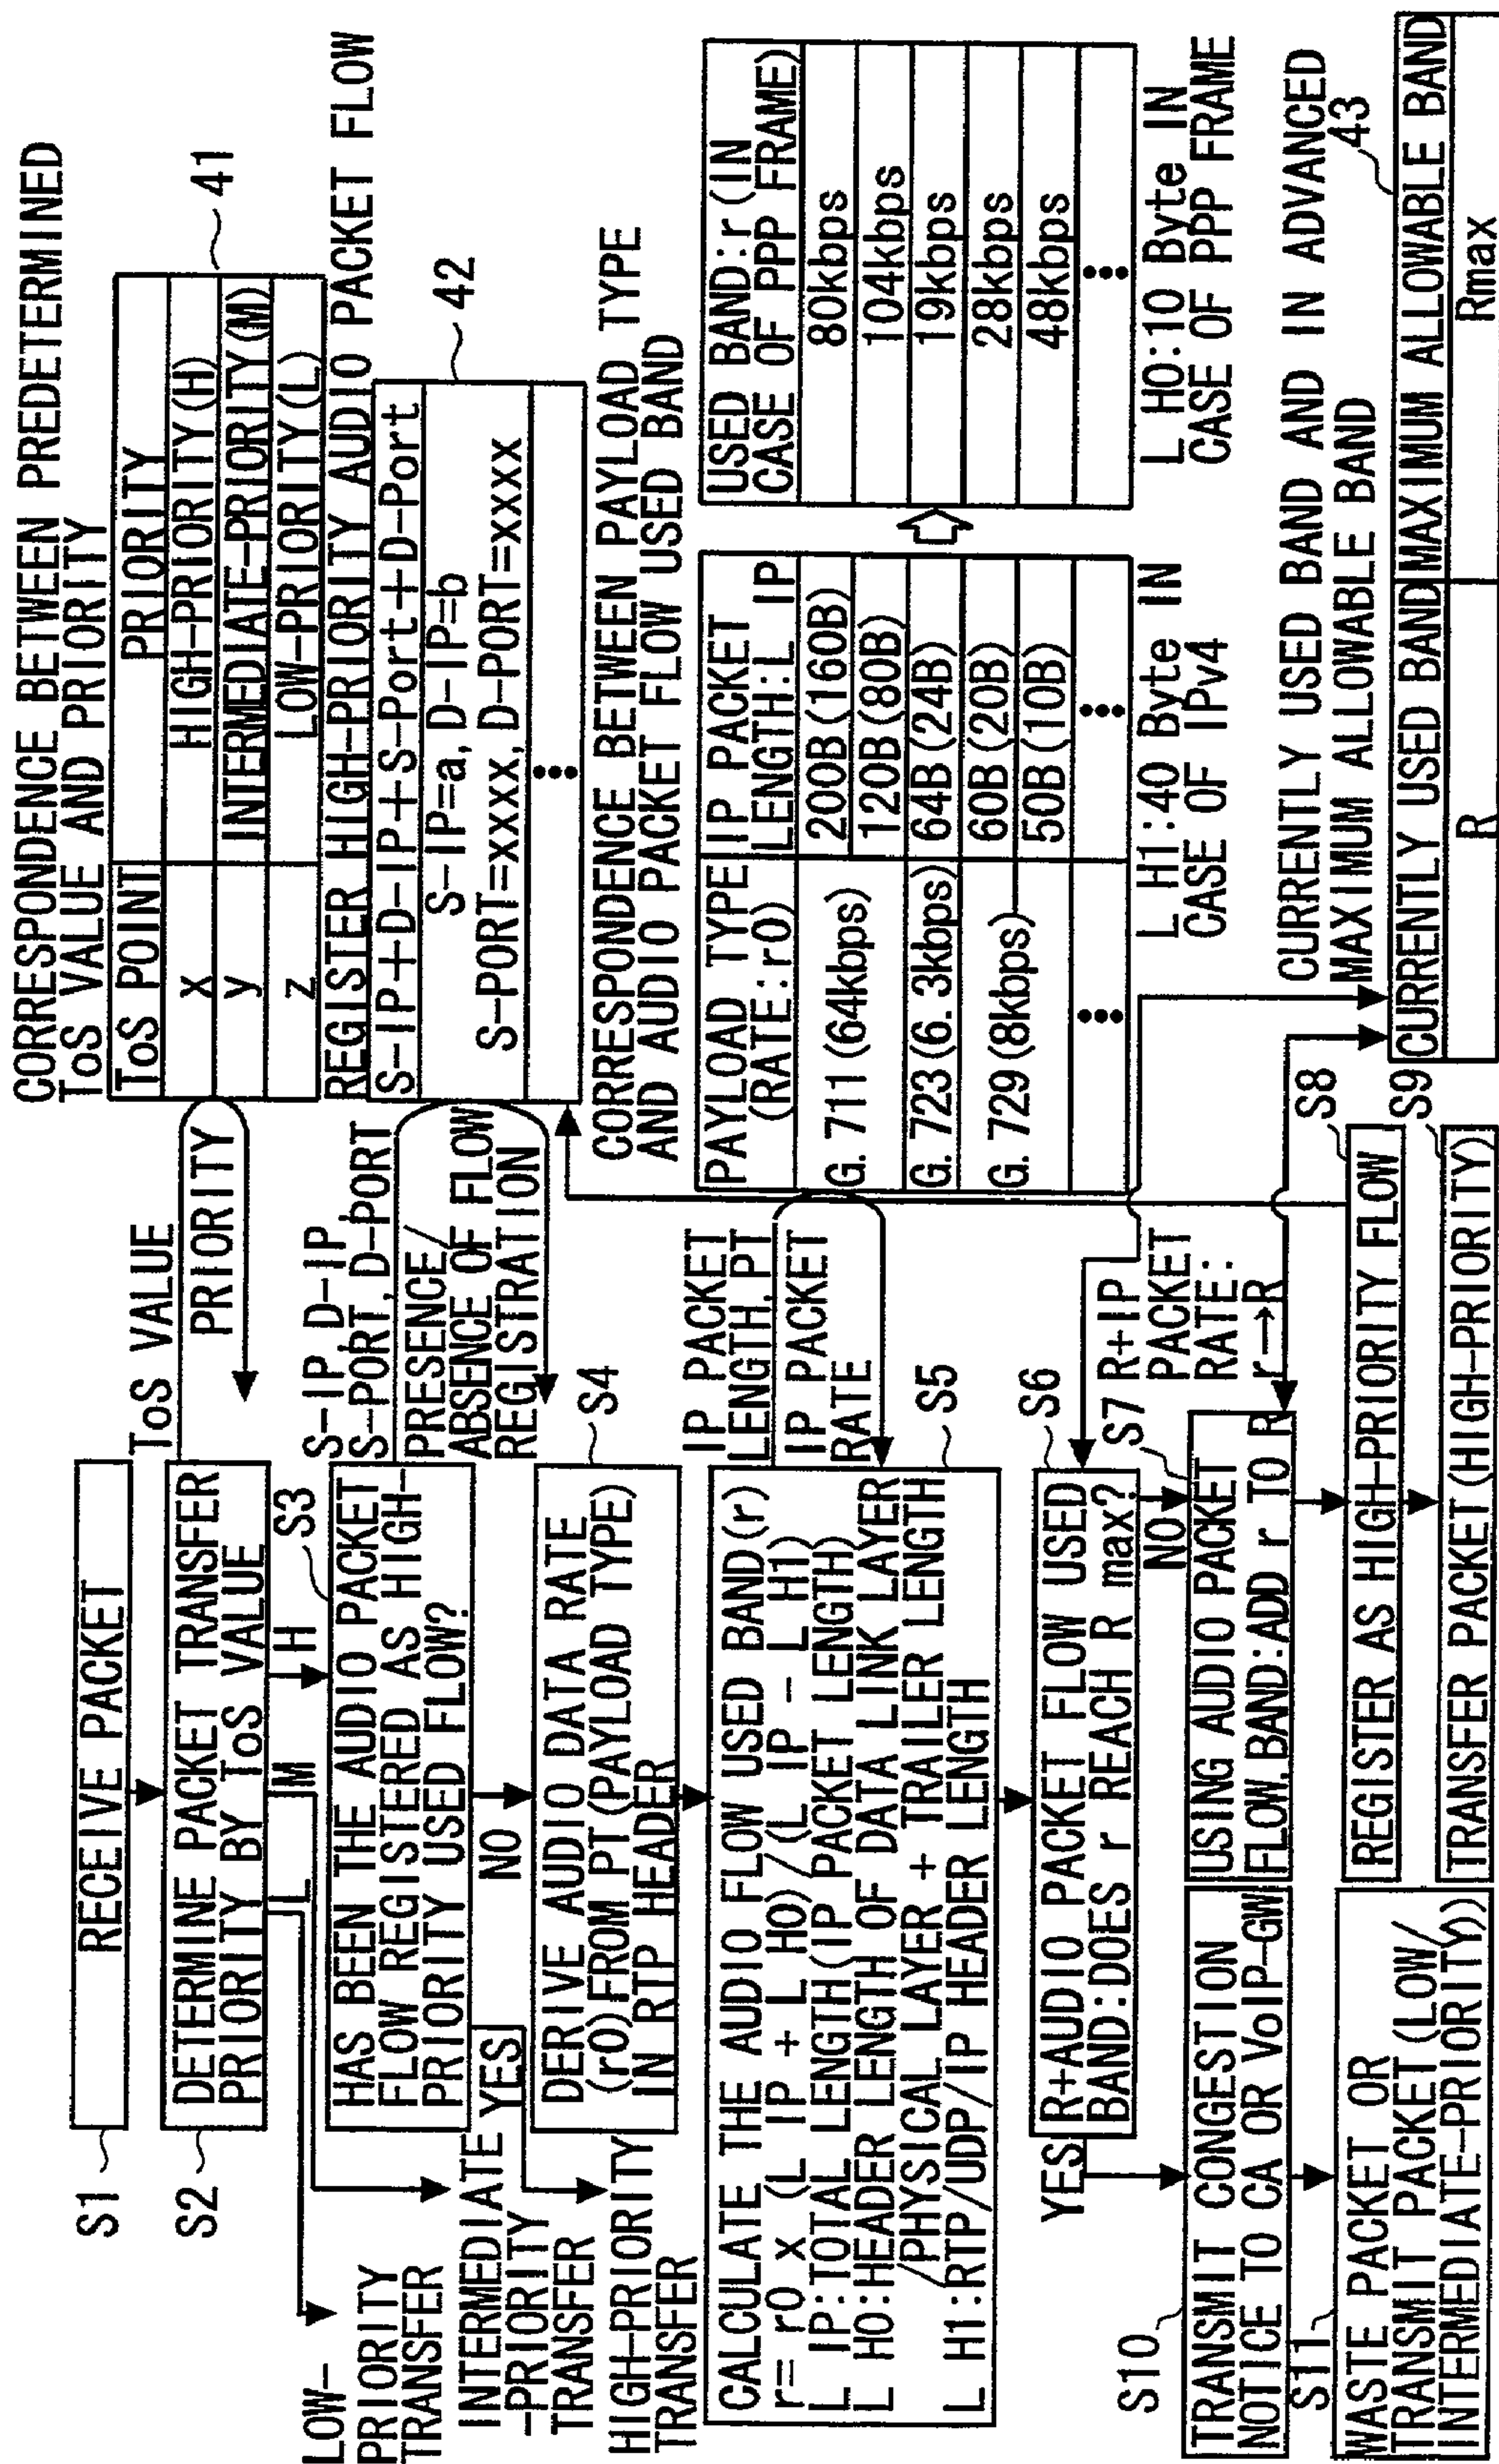 S1
RECEIVE PACKET
S2
DETERMINE PACKET TRANSFER
PRIORITY BY ToS VALUE
ToS VALUE
PRIORITY
L
M
H
LOW-
PRIORITY
TRANSFER
INTERMEDIATE
-PRIORITY
TRANSFER
S3
HAS BEEN THE AUDIO PACKET
FLOW REGISTERED AS HIGH-
PRIORITY USED FLOW?
S-IP, D-IP
S-PORT, D-PORT
PRESENCE/
ABSENCE OF FLOW
REGISTRATION
YES
NO
HIGH-PRIORITY
TRANSFER
S4
DERIVE AUDIO DATA RATE
(r0) FROM PT (PAYLOAD TYPE)
IN RTP HEADER
IP PACKET
LENGTH, PT
IP PACKET
RATE
S5
CALCULATE THE AUDIO FLOW USED BAND(r)
r= r0 x (L IP + L H0)/(L IP - L H1)
L IP:TOTAL LENGTH(IP PACKET LENGTH)
L H0:HEADER LENGTH OF DATA LINK LAYER
/PHYSICAL LAYER + TRAILER LENGTH
L H1:RTP/UDP/IP HEADER LENGTH
S6
R+AUDIO PACKET FLOW USED
BAND:DOES r REACH R max?
YES
NO
S7
R+IP
PACKET
RATE:
r→R
USING AUDIO PACKET
FLOW.BAND:ADD r TO R
S10
TRANSMIT CONGESTION
NOTICE TO CA OR VoIP-GW
S8
REGISTER AS HIGH-PRIORITY FLOW
S11
WASTE PACKET OR
TRANSMIT PACKET(LOW/
INTERMEDIATE-PRIORITY))
S9
TRANSFER PACKET(HIGH-PRIORITY)
CORRESPONDENCE BETWEEN PREDETERMINED
ToS VALUE AND PRIORITY
41
ToS POINT PRIORITY
x HIGH-PRIORITY(H)
y INTERMEDIATE-PRIORITY(M)
z LOW-PRIORITY(L)
REGISTER HIGH-PRIORITY AUDIO PACKET FLOW
42
S-IP+D-IP+S-Port+D-Port
S-IP=a, D-IP=b
S-PORT=xxxx, D-PORT=xxxx
•••
CORRESPONDENCE BETWEEN PAYLOAD TYPE
AND AUDIO PACKET FLOW USED BAND
PAYLOAD TYPE
(RATE:r0)
IP PACKET
LENGTH:L IP
USED BAND:r(IN
CASE OF PPP FRAME)
G. 711(64kbps) 200B(160B) 80kbps
120B(80B) 104kbps
G. 723(6. 3kbps) 64B(24B) 19kbps
G. 729(8kbps) 60B(20B) 28kbps
50B(10B) 48kbps
••• ••• •••
L H1:40 Byte IN
CASE OF IPv4
L H0:10 Byte IN
CASE OF PPP FRAME
CURRENTLY USED BAND AND IN ADVANCED
MAXIMUM ALLOWABLE BAND
43
CURRENTLY USED BAND MAXIMUM ALLOWABLE BAND
R Rmax